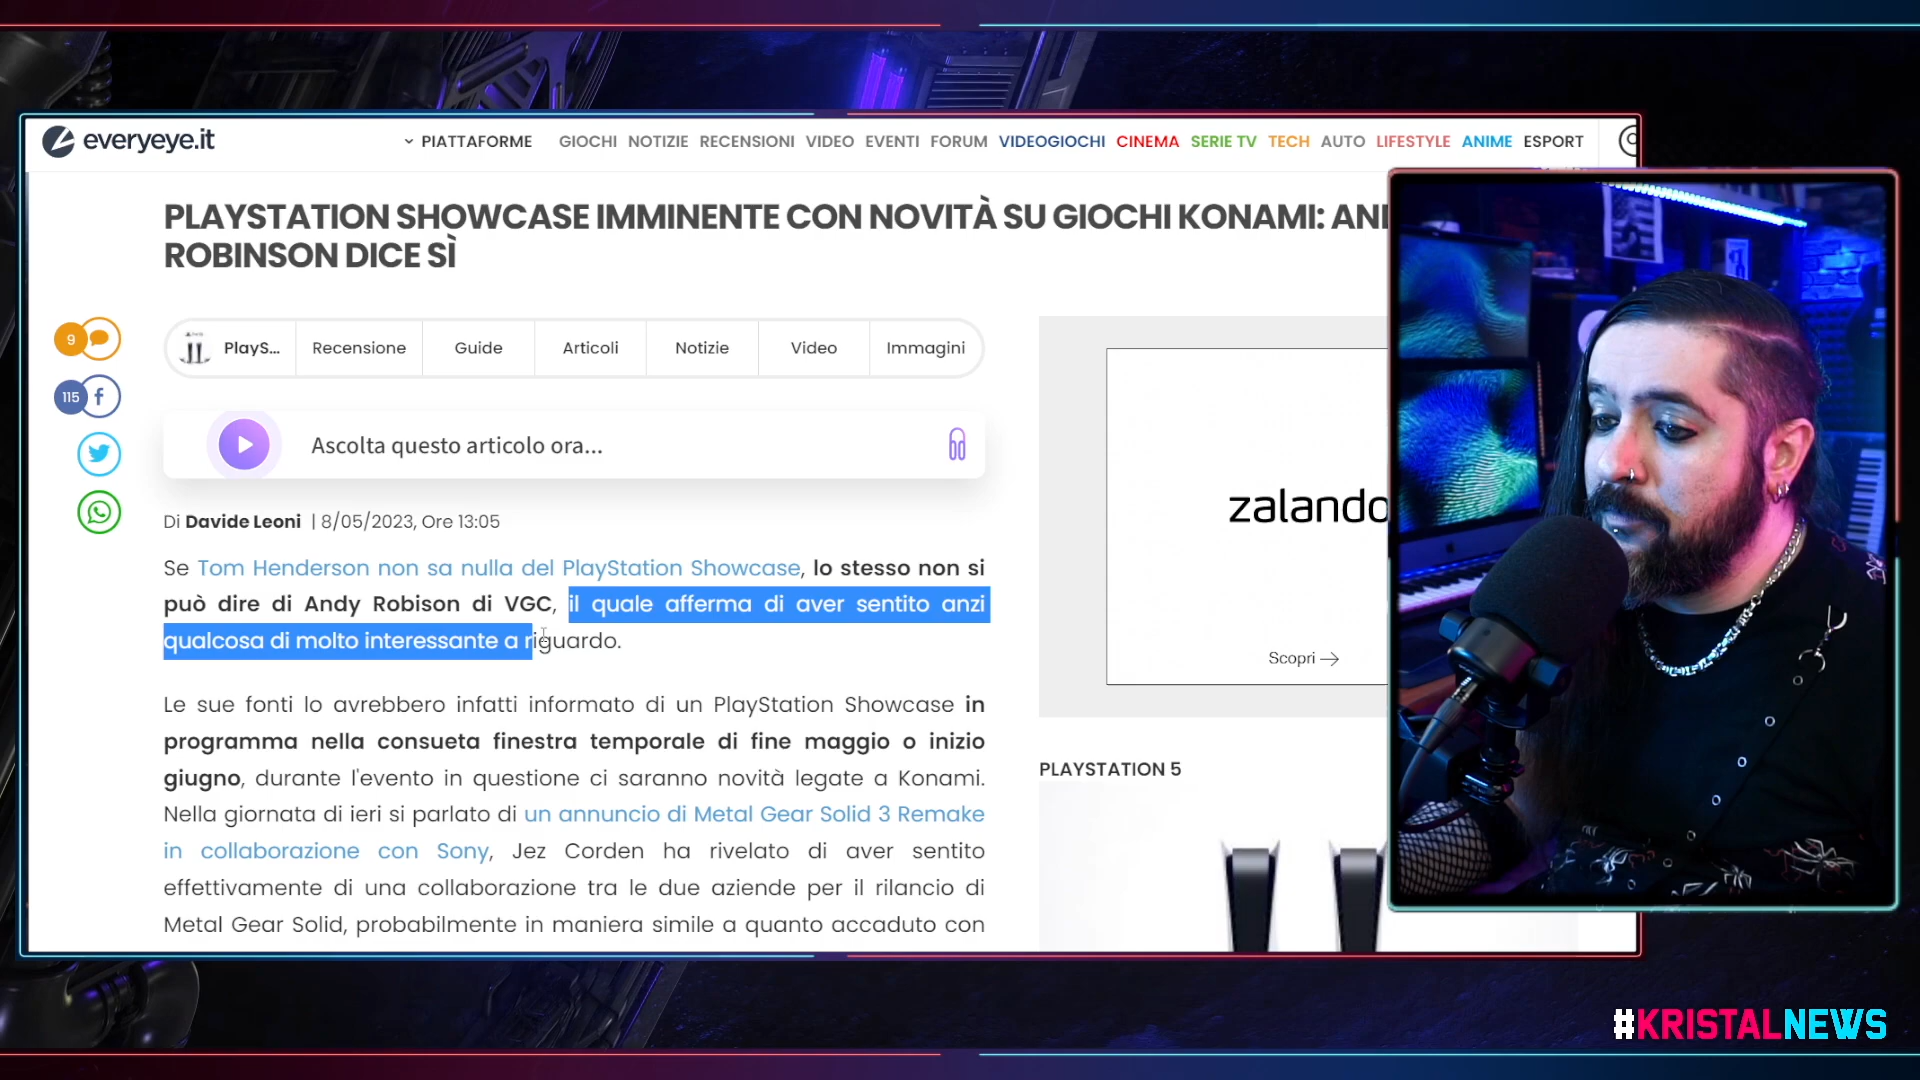 everyeye.it
PIATTAFORME GIOCHI NOTIZIE RECENSIONI VIDEO EVENTI FORUM VIDEOGIOCHI CINEMA SERIE TV TECH AUTO LIFESTYLE ANIME ESPORT
PLAYSTATION SHOWCASE IMMINENTE CON NOVITÀ SU GIOCHI KONAMI:
ROBINSON DICE SÌ
9
115
PlayS... Recensione Guide Articoli Notizie Video Immagini
Ascolta questo articolo ora...
Di Davide Leoni | 8/05/2023, Ore 13:05
Se Tom Henderson non sa nulla del PlayStation Showcase, lo stesso non si
può dire di Andy Robison di VGC, il quale afferma di aver sentito anzi
qualcosa di molto interessante a riguardo.
Le sue fonti lo avrebbero infatti informato di un PlayStation Showcase in
programma nella consueta finestra temporale di fine maggio o inizio
giugno, durante l'evento in questione ci saranno novità legate a Konami.
Nella giornata di ieri si parlato di un annuncio di Metal Gear Solid 3 Remake
in collaborazione con Sony, Jez Corden ha rivelato di aver sentito
effettivamente di una collaborazione tra le due aziende per il rilancio di
Metal Gear Solid, probabilmente in maniera simile a quanto accaduto con
zalando
Scopri →
PLAYSTATION 5
#KRISTALNEWS